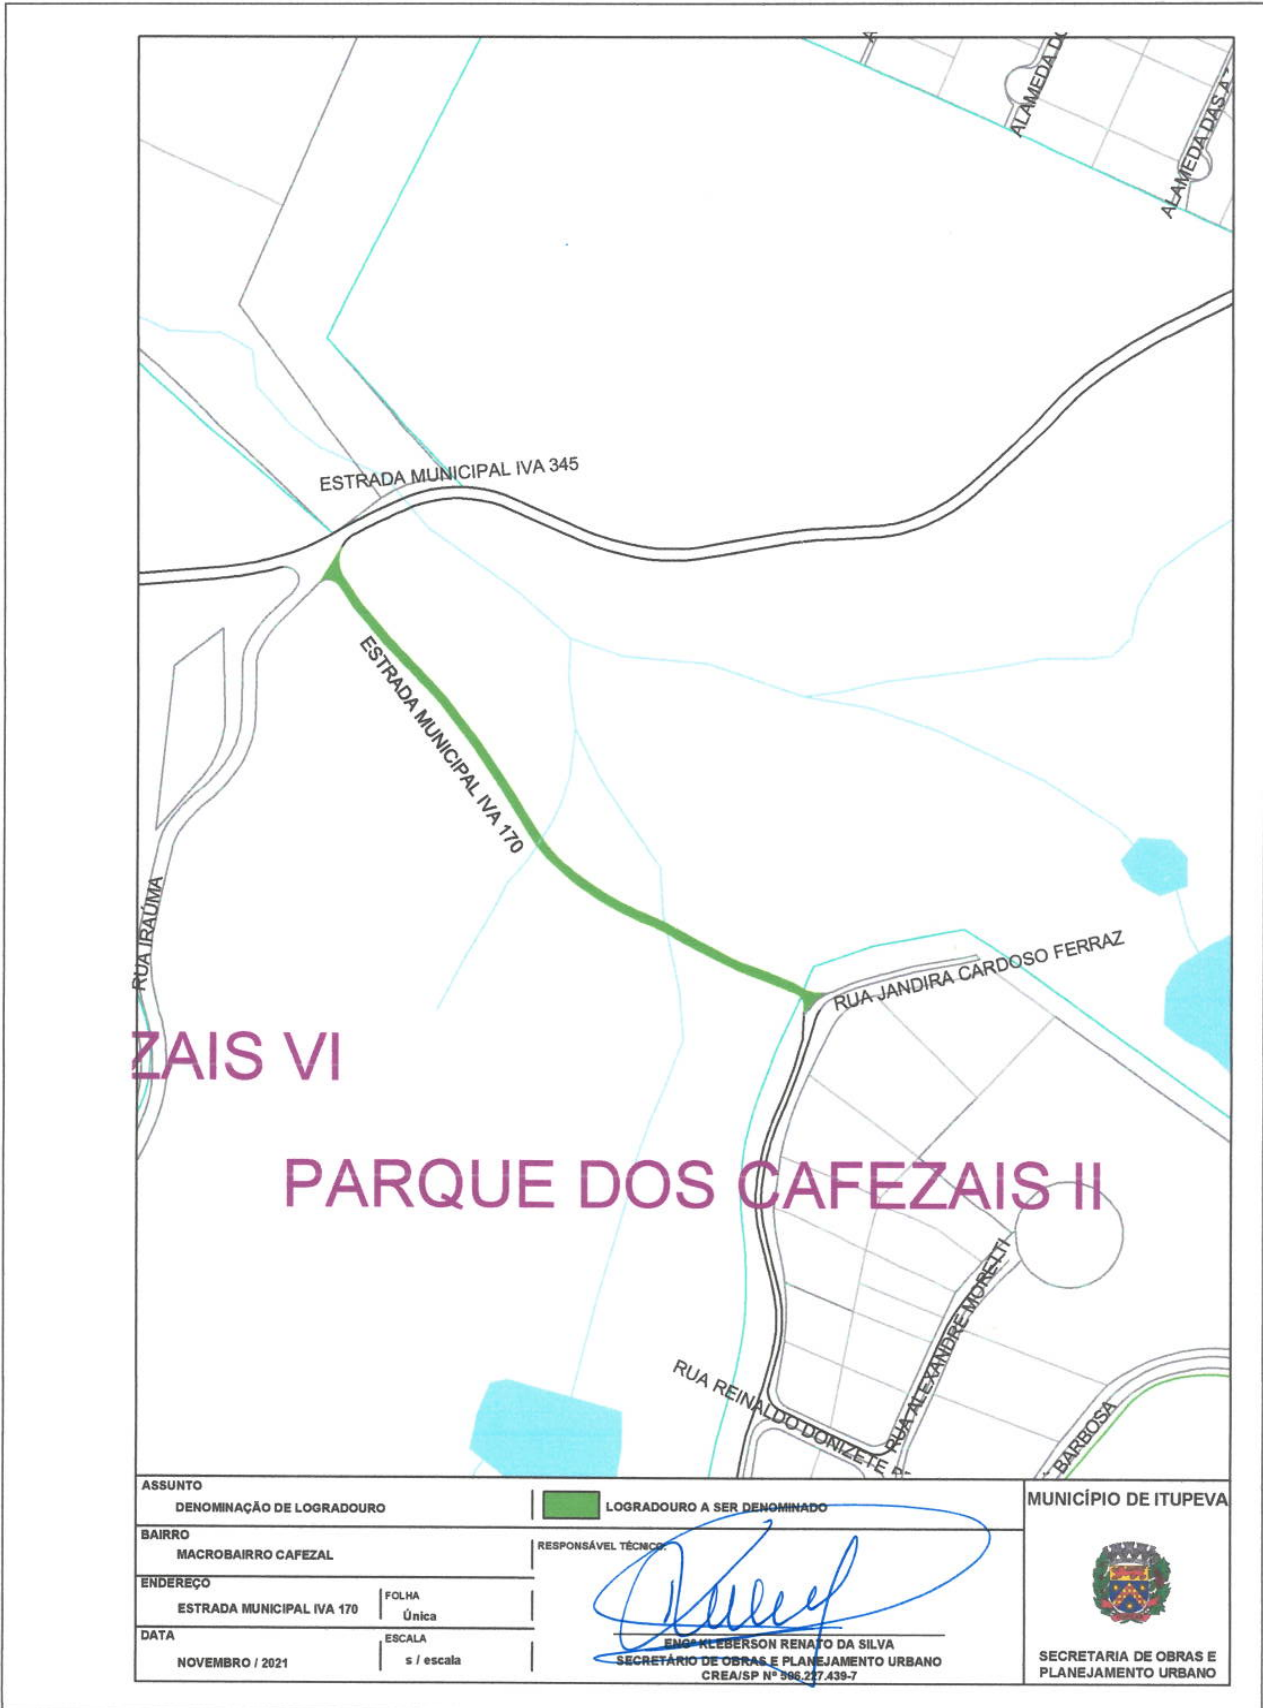 ALAMEDA DAS A
ESTRADA MUNICIPAL IVA 345
ESTRADA MUNICIPAL IVA 170
RUA IRAÚMA
RUA JANDIRA CARDOSO FERRAZ
ZAIS VI
PARQUE DOS CAFEZAIS II
RUA ALEXANDRE MORETTI
RUA REINALDO DONIZETE
BARBOSA
ASSUNTO
DENOMINAÇÃO DE LOGRADOURO
LOGRADOURO A SER DENOMINADO
BAIRRO
MACROBAIRRO CAFEZAL
RESPONSÁVEL TÉCNICO:
ENDEREÇO
ESTRADA MUNICIPAL IVA 170
FOLHA
Única
DATA
NOVEMBRO / 2021
ESCALA
s / escala
ENGº KLEBERSON RENATO DA SILVA
SECRETÁRIO DE OBRAS E PLANEJAMENTO URBANO
CREA/SP Nº
MUNICÍPIO DE ITUPEVA
SECRETARIA DE OBRAS E
PLANEJAMENTO URBANO